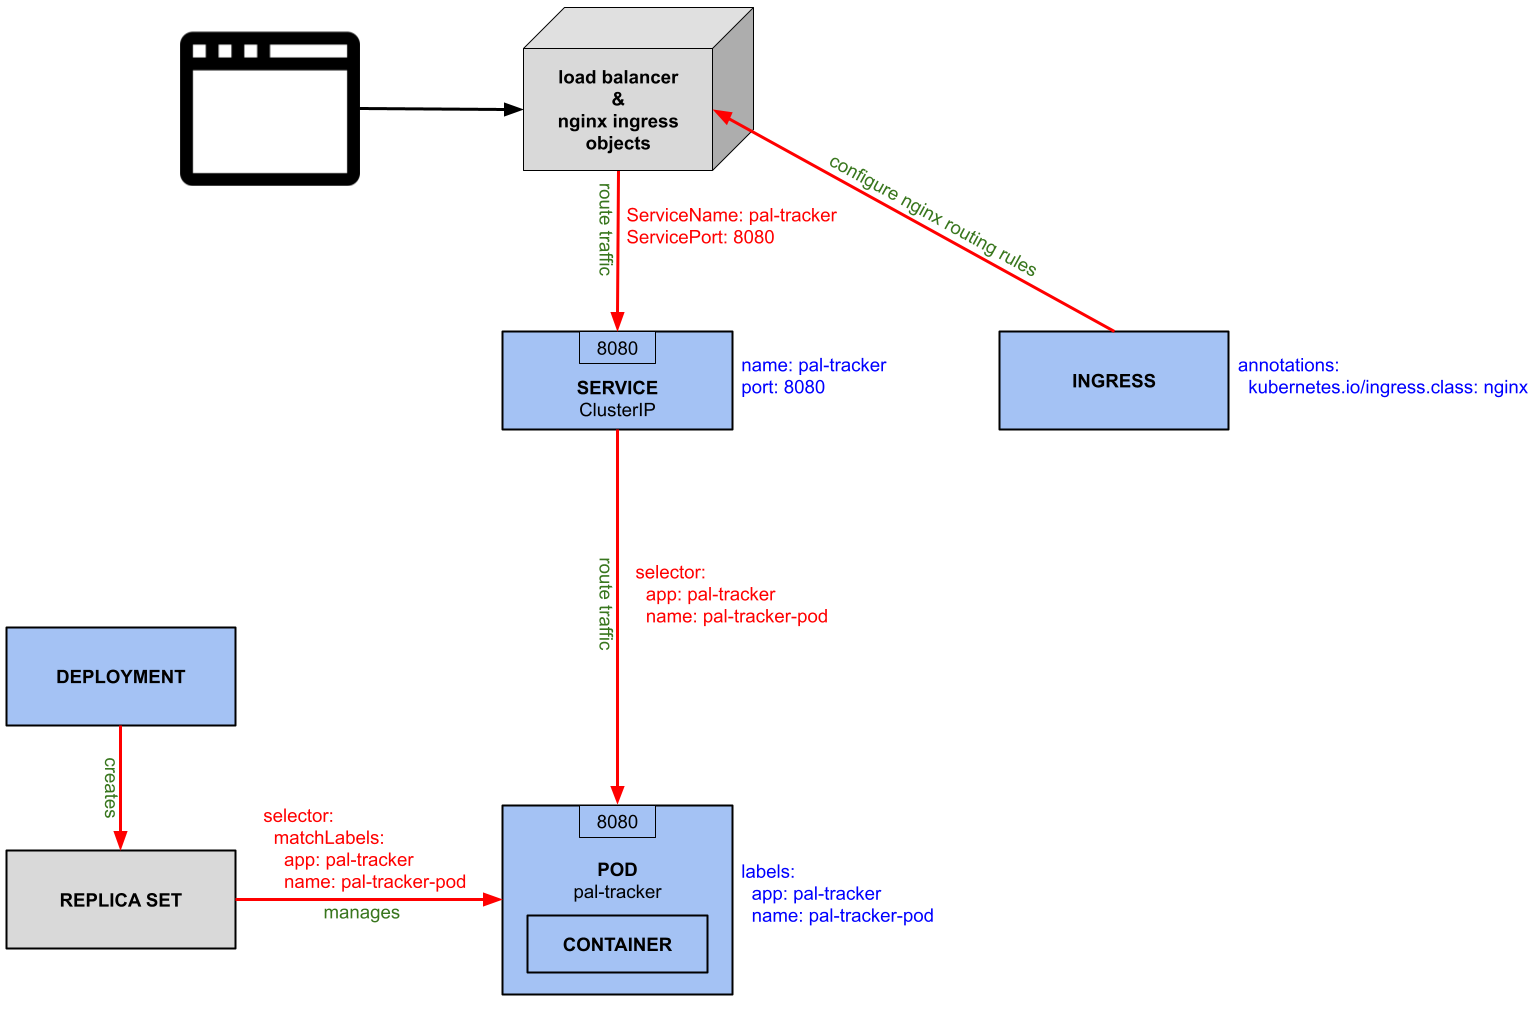 load balancer
&
nginx ingress
objects
configure nginx routing rules
route traffic
ServiceName: pal-tracker
ServicePort: 8080
8080
SERVICE
ClusterIP
name: pal-tracker
port: 8080
INGRESS
annotations:
kubernetes.io/ingress.class: nginx
route traffic
selector:
app: pal-tracker
name: pal-tracker-pod
DEPLOYMENT
creates
REPLICA SET
selector:
matchLabels:
app: pal-tracker
name: pal-tracker-pod
manages
8080
POD
pal-tracker
CONTAINER
labels:
app: pal-tracker
name: pal-tracker-pod